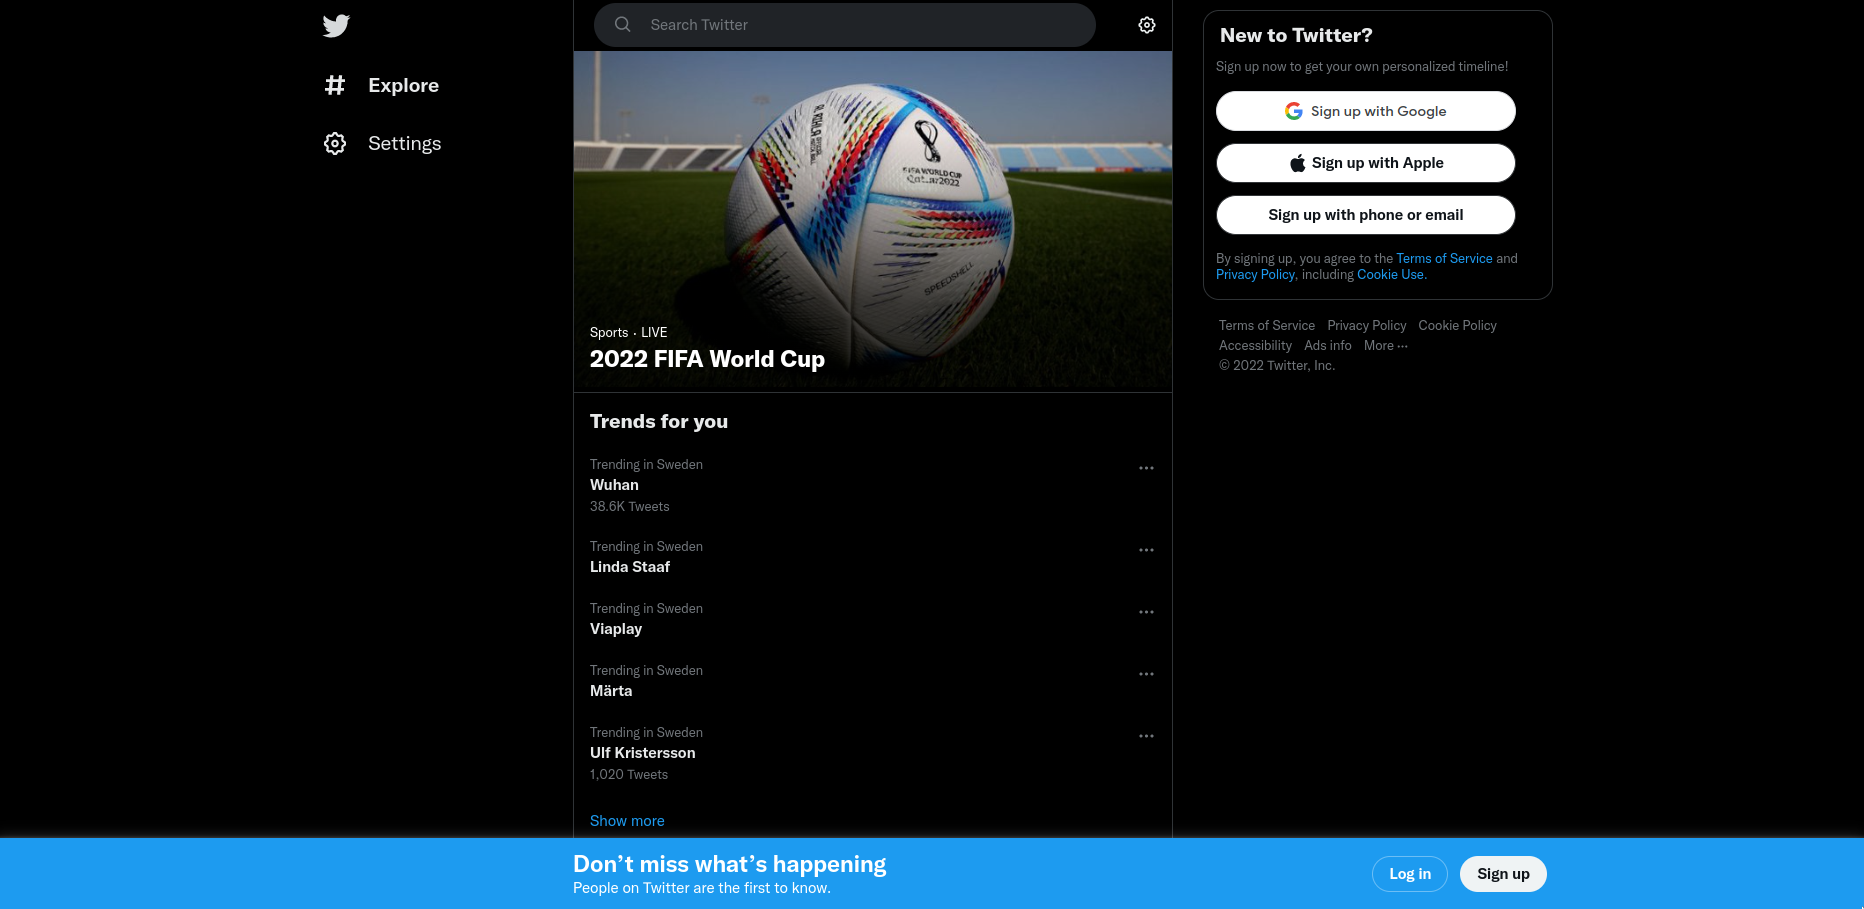 Explore
Settings
Search Twitter
FIFA WORLD CUP
Qatar2022
SPEEDSHELL
Sports · LIVE
2022 FIFA World Cup
Trends for you
Trending in Sweden
Wuhan
38.6K Tweets
Trending in Sweden
Linda Staaf
Trending in Sweden
Viaplay
Trending in Sweden
Märta
Trending in Sweden
Ulf Kristersson
1,020 Tweets
Show more
New to Twitter?
Sign up now to get your own personalized timeline!
Sign up with Google
Sign up with Apple
Sign up with phone or email
By signing up, you agree to the Terms of Service and
Privacy Policy, including Cookie Use.
Terms of Service Privacy Policy Cookie Policy
Accessibility Ads info More ···
© 2022 Twitter, Inc.
Don’t miss what’s happening
People on Twitter are the first to know.
Log in
Sign up